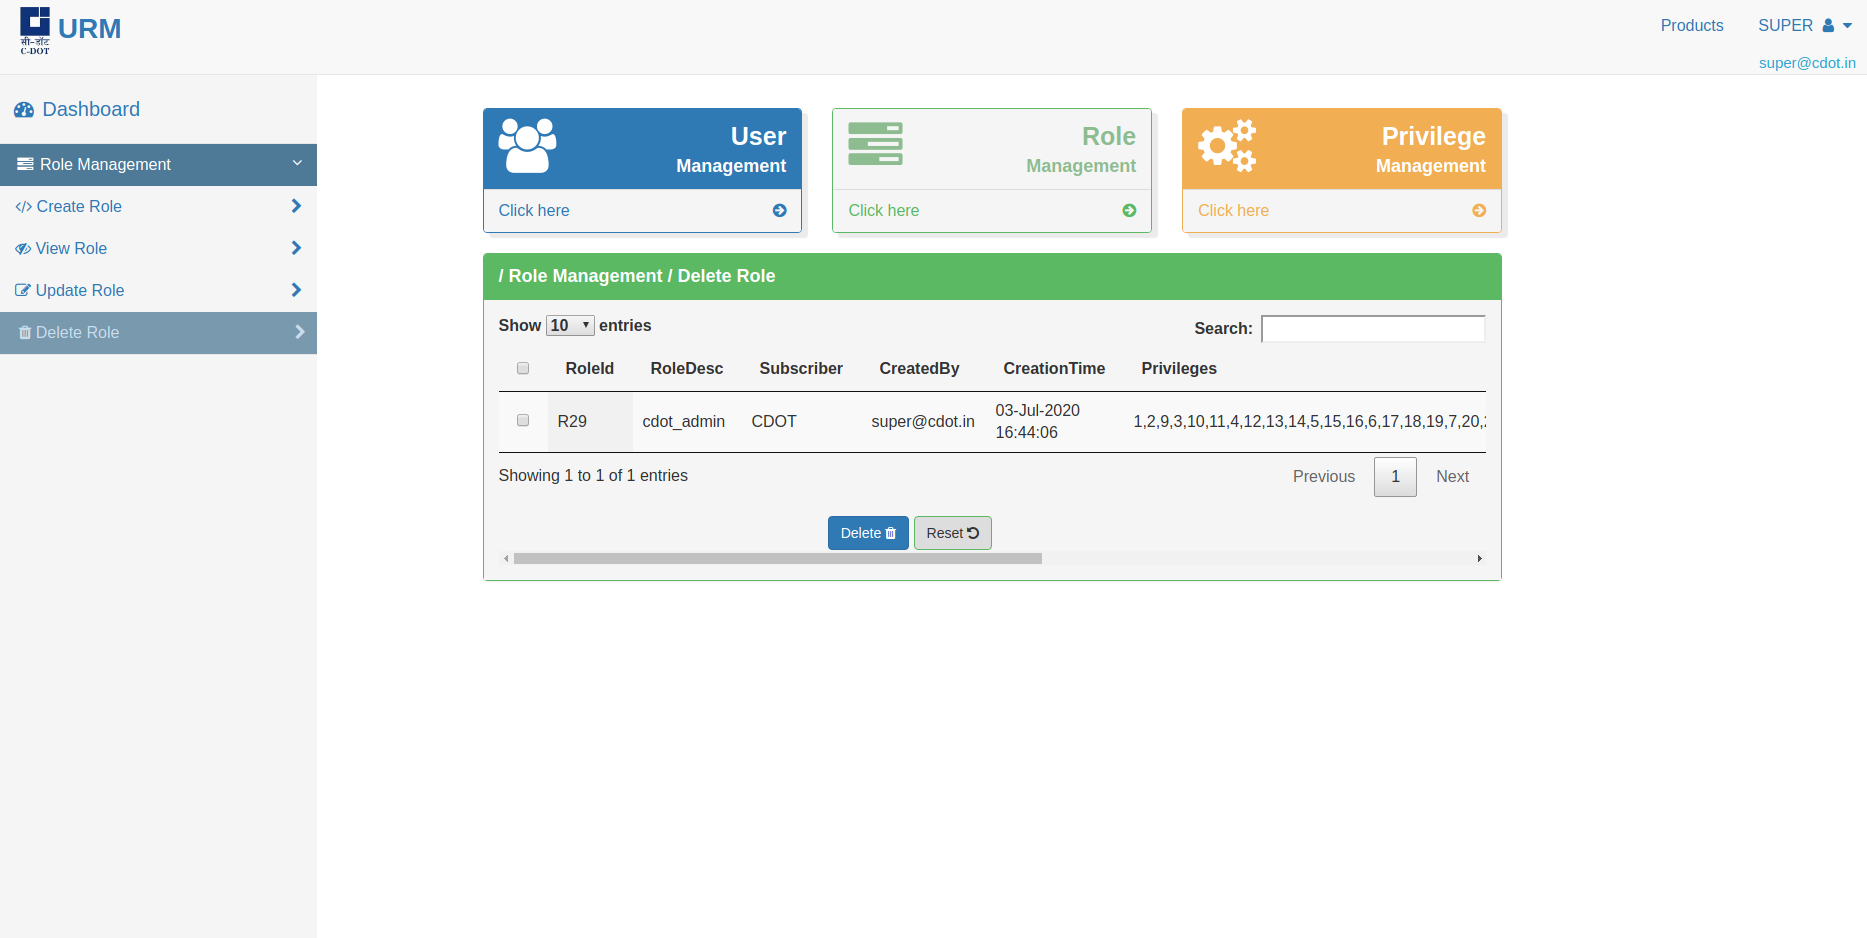 सी-डॉट
C-DOT
URM
Products
SUPER
super@cdot.in
Dashboard
Role Management
Create Role
View Role
Update Role
Delete Role
User
Management
Click here
Role
Management
Click here
Privilege
Management
Click here
/ Role Management / Delete Role
Show 10 entries
Search:
RoleId RoleDesc Subscriber CreatedBy CreationTime Privileges
R29 cdot_admin CDOT super@cdot.in 03-Jul-2020 16:44:06 1,2,9,3,10,11,4,12,13,14,5,15,16,6,17,18,19,7,20,
Showing 1 to 1 of 1 entries
Previous 1 Next
Delete Reset